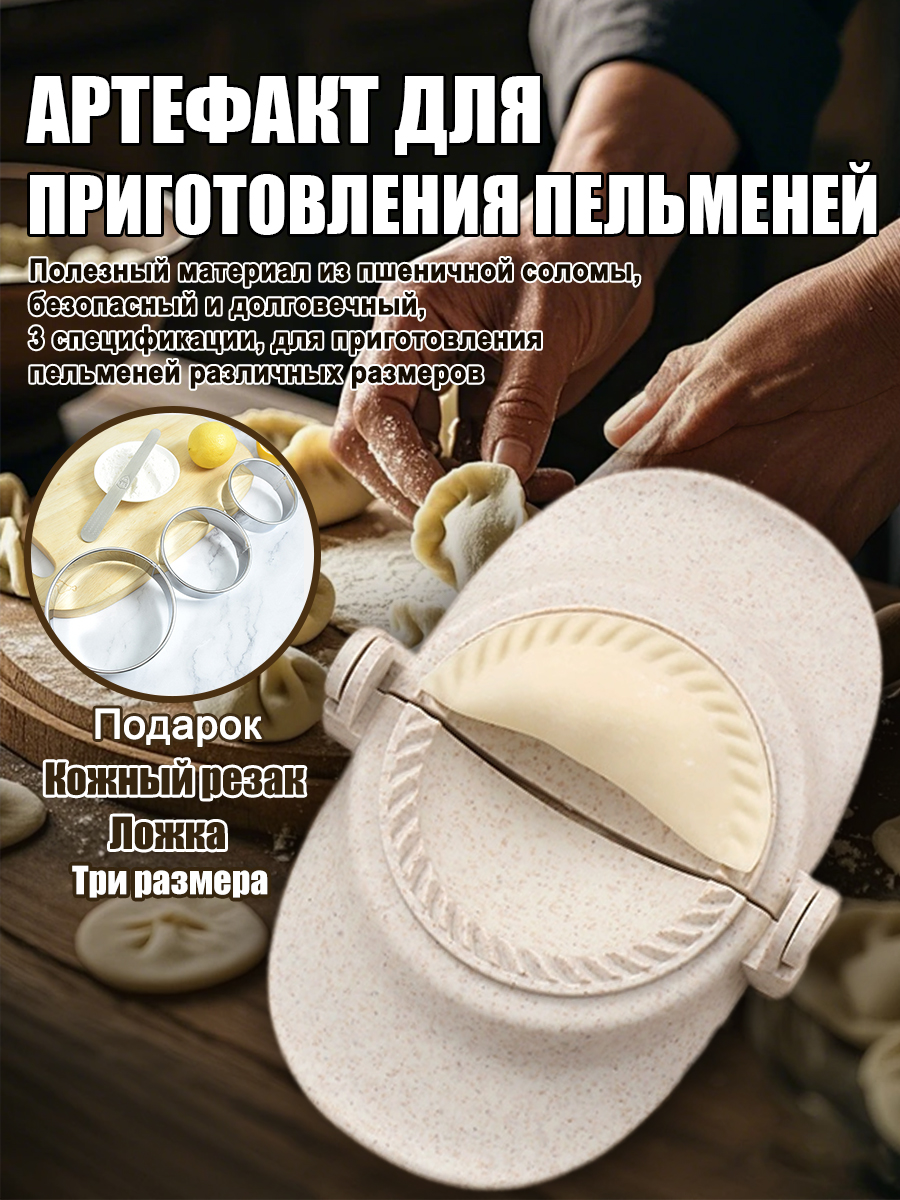 АРТЕФАКТ ДЛЯ
ПРИГОТОВЛЕНИЯ ПЕЛЬМЕНЕЙ
Полезный материал из пшеничной соломы,
безопасный и долговечный,
3 спецификации, для приготовления
пельменей различных размеров
Подарок
Кожный резак
Ложка
Три размера